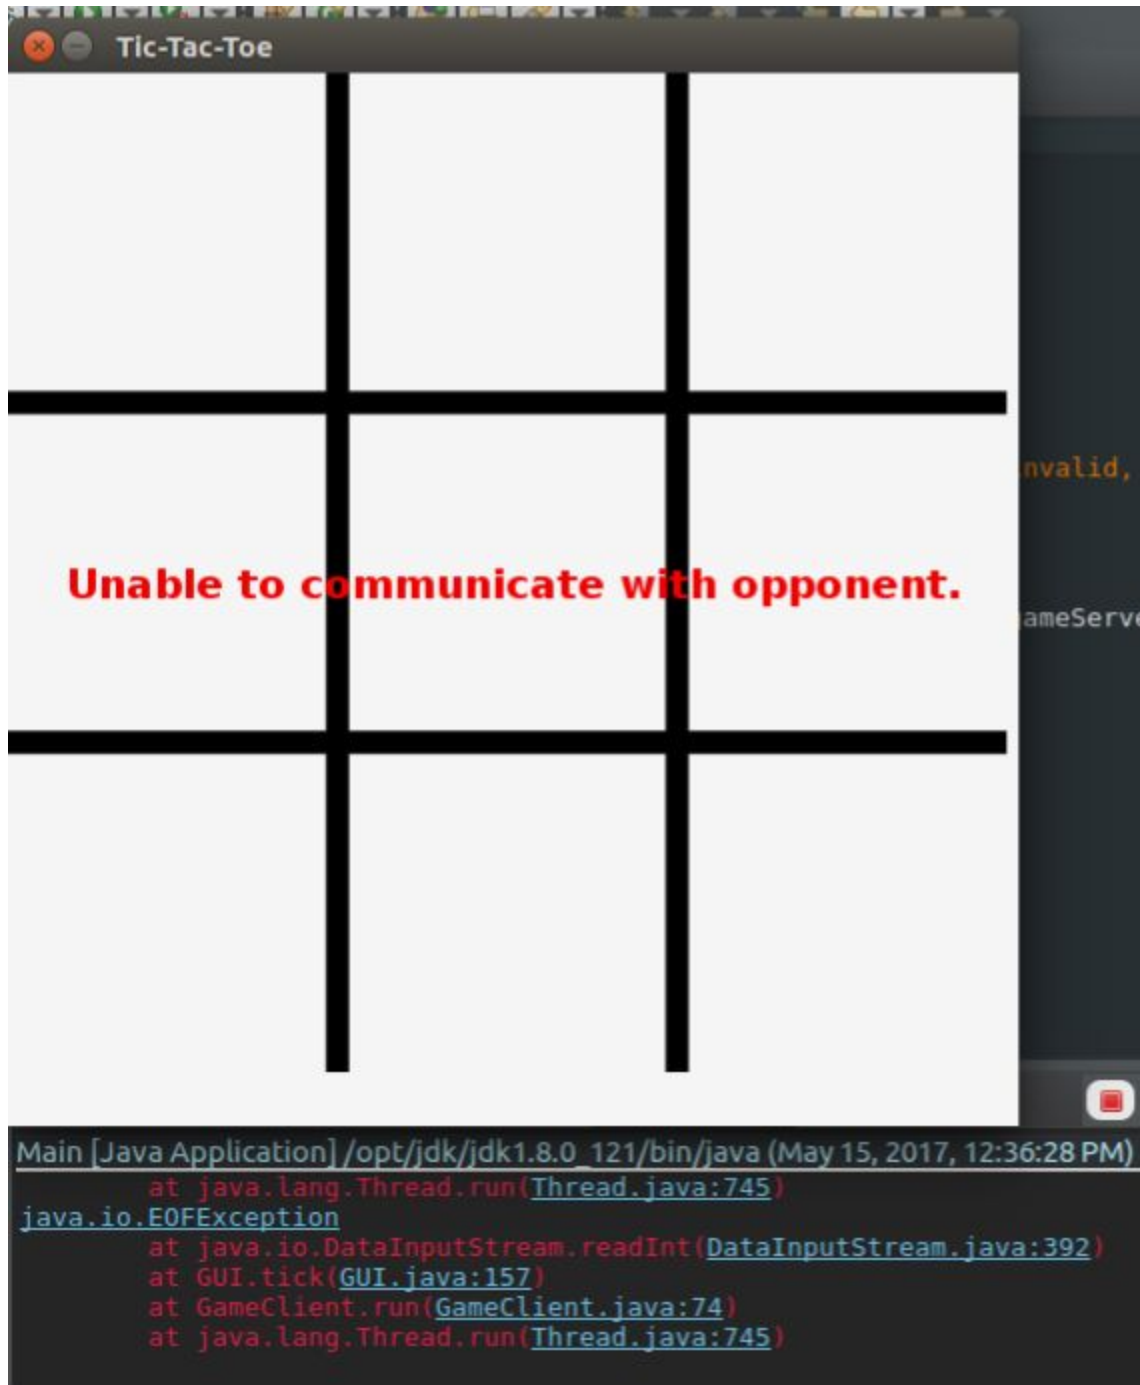 Tic-Tac-Toe
nvalid,
Unable to communicate with opponent.
ameServe
Main [Java Application] /opt/jdk/jdk1.8.0_121/bin/java (May 15, 2017, 12:36:28 PM)
at java.lang.Thread.run(Thread.java:745)
java.io.EOFException
at java.io.DataInputStream.readInt(DataInputStream.java:392)
at GUI.tick(GUI.java:157)
at GameClient.run(GameClient.java:74)
at java.lang.Thread.run(Thread.java:745)